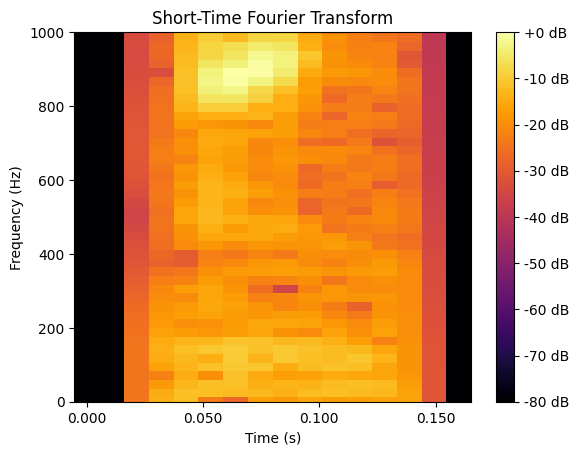 Short-Time Fourier Transform
1000
800
600
400
200
0
Frequency (Hz)
0.000
0.050
0.100
0.150
Time (s)
+0 dB
-10 dB
-20 dB
-30 dB
-40 dB
-50 dB
-60 dB
-70 dB
-80 dB